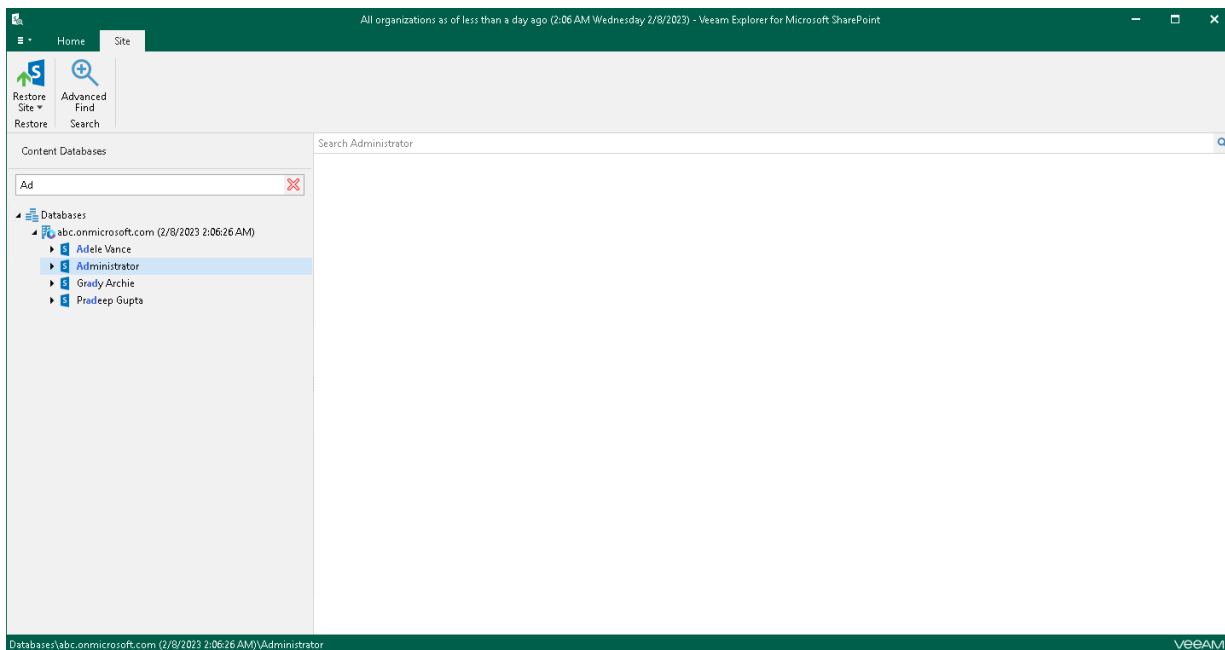 All organizations as of less than a day ago (2:06 AM Wednesday 2/8/2023) - Veeam Explorer for Microsoft SharePoint
Home Site
Restore Site
Advanced Find
Restore Search
Content Databases
Search Administrator
Ad
Databases
abc.onmicrosoft.com (2/8/2023 2:06:26 AM)
Adele Vance
Administrator
Grady Archie
Pradeep Gupta
Databases\abc.onmicrosoft.com (2/8/2023 2:06:26 AM)\Administrator
veeam